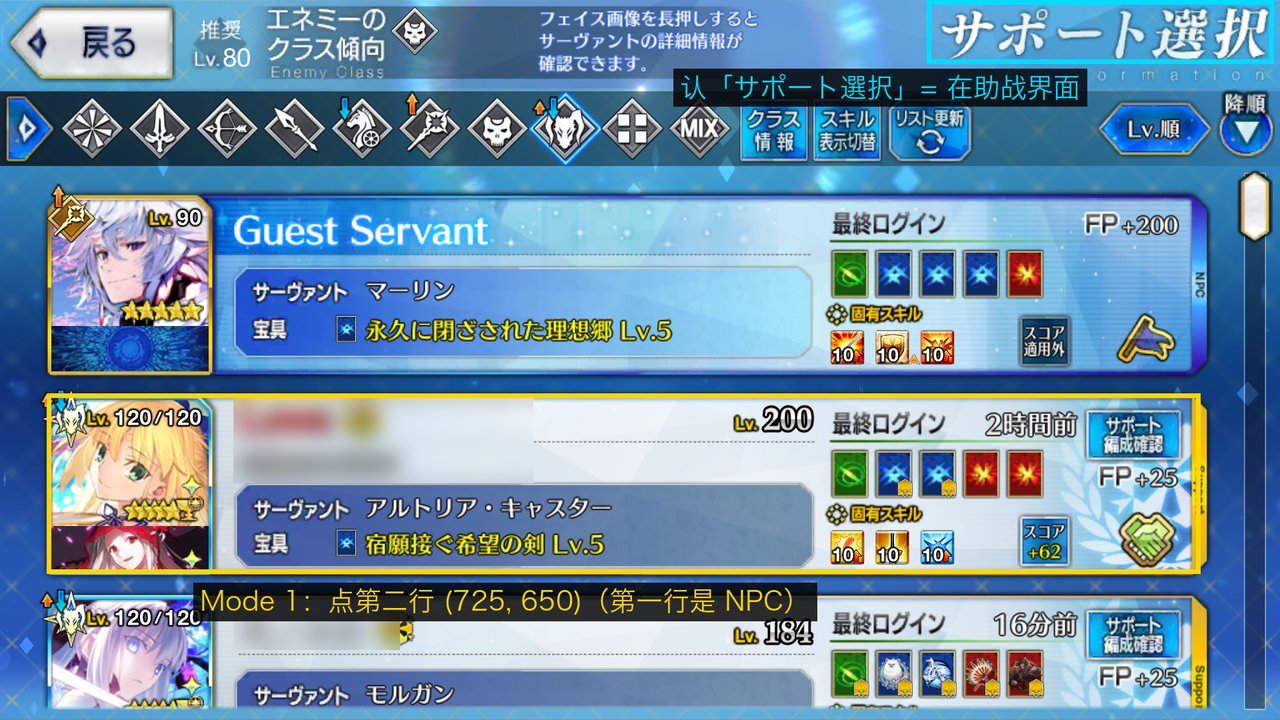 戻る
推奨
Lv.80
エネミーの
クラス傾向
Enemy Class
フェイス画像を長押しすると
サーヴァントの詳細情報が
確認できます。
サポート選択
ormation
认「サポート選択」= 在助战界面
MIX
クラス
情報
スキル
表示切替
リスト更新
Lv.順
降順
Lv. 90
Guest Servant
サーヴァント マーリン
宝具 永久に閉ざされた理想郷 Lv.5
最終ログイン
FP+200
固有スキル
10 10 10
スコア
適用外
NPC
Lv. 120/120
Lv. 200
サーヴァント アルトリア・キャスター
宝具 宿願接ぐ希望の剣 Lv.5
最終ログイン 2時間前
サポート
編成確認
FP+25
固有スキル
10 10 10
スコア
+62
Mode 1：点第二行 (725, 650)（第一行是 NPC）
Lv. 120/120
Lv. 184
サーヴァント モルガン
最終ログイン 16分前
サポート
編成確認
FP+25